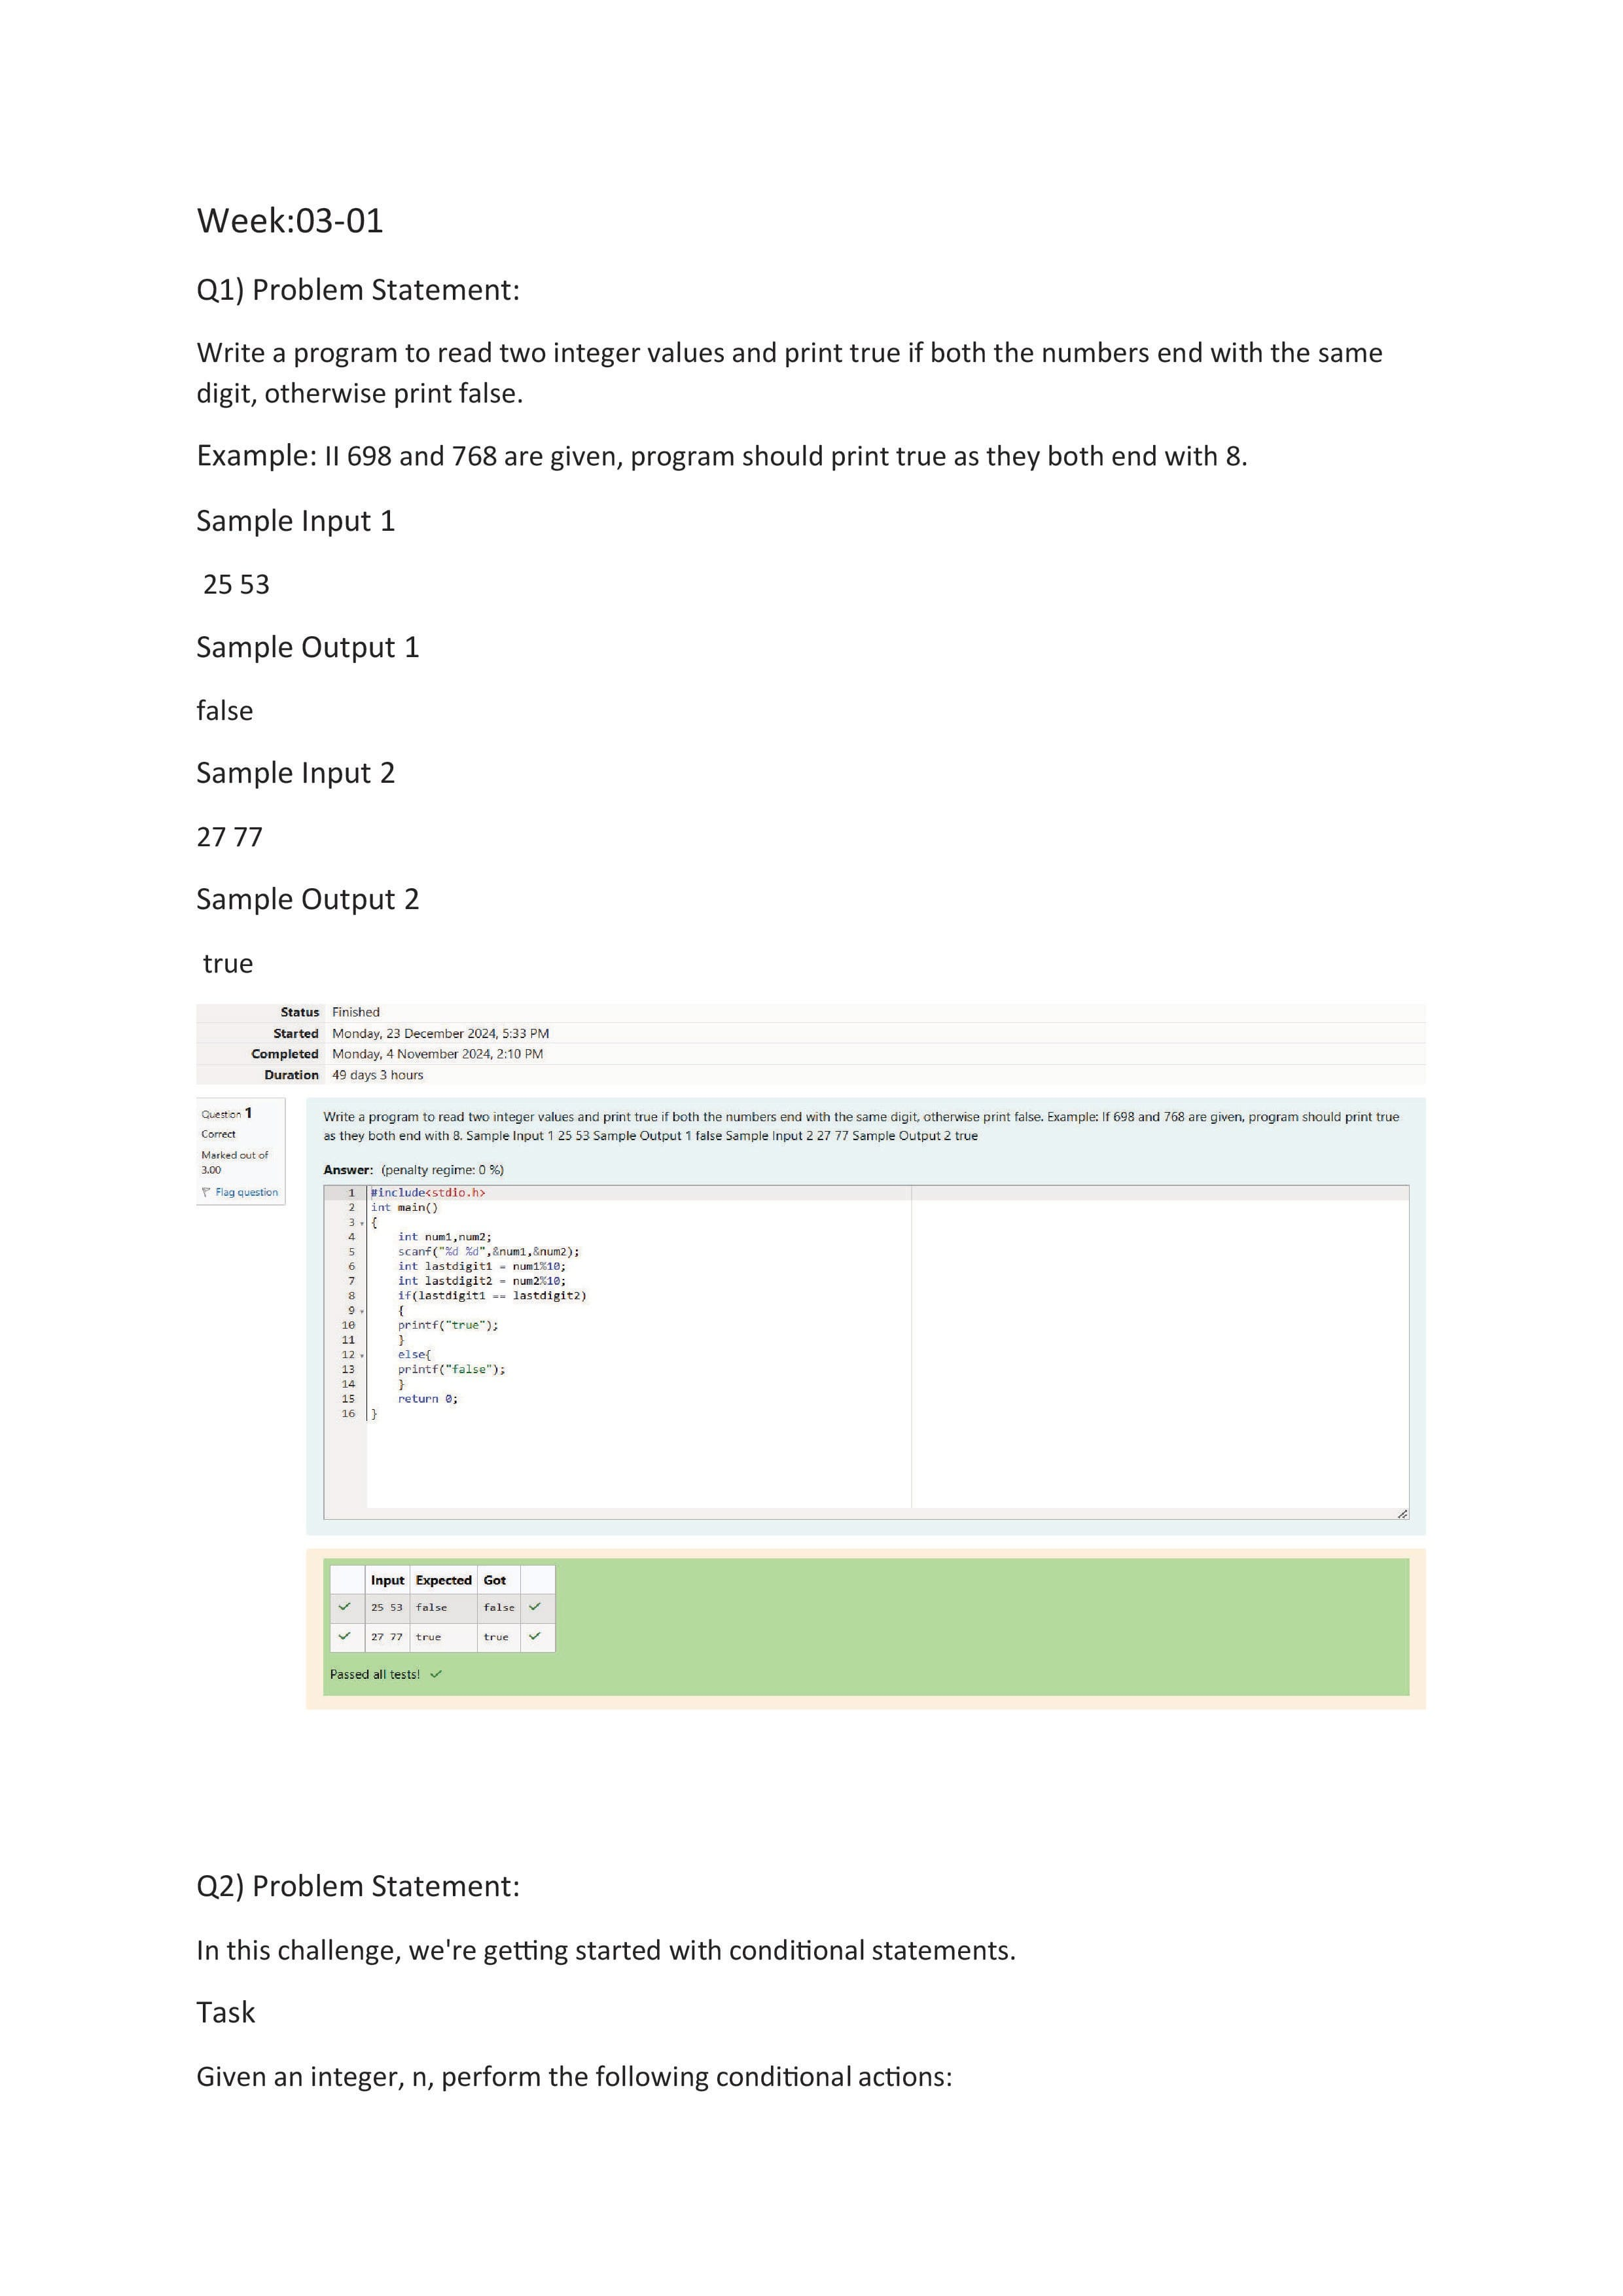 Week:03-01
Q1) Problem Statement:
Write a program to read two integer values and print true if both the numbers end with the same
digit, otherwise print false.
Example: II 698 and 768 are given, program should print true as they both end with 8.
Sample Input 1
25 53
Sample Output 1
false
Sample Input 2
27 77
Sample Output 2
true
Status Finished
Started Monday, 23 December 2024, 5:33 PM
Completed Monday, 4 November 2024, 2:10 PM
Duration 49 days 3 hours
Question 1
Correct
Marked out of
3.00
Flag question
Write a program to read two integer values and print true if both the numbers end with the same digit, otherwise print false. Example: If 698 and 768 are given, program should print true
as they both end with 8. Sample Input 1 25 53 Sample Output 1 false Sample Input 2 27 77 Sample Output 2 true
Answer: (penalty regime: 0 %)
1 #include<stdio.h>
2 int main()
3 {
4 int num1,num2;
5 scanf("%d %d",&num1,&num2);
6 int lastdigit1 = num1%10;
7 int lastdigit2 = num2%10;
8 if(lastdigit1 == lastdigit2)
9 {
10 printf("true");
11 }
12 else{
13 printf("false");
14 }
15 return 0;
16 }
Input Expected Got
25 53 false false
27 77 true true
Passed all tests!
Q2) Problem Statement:
In this challenge, we're getting started with conditional statements.
Task
Given an integer, n, perform the following conditional actions: